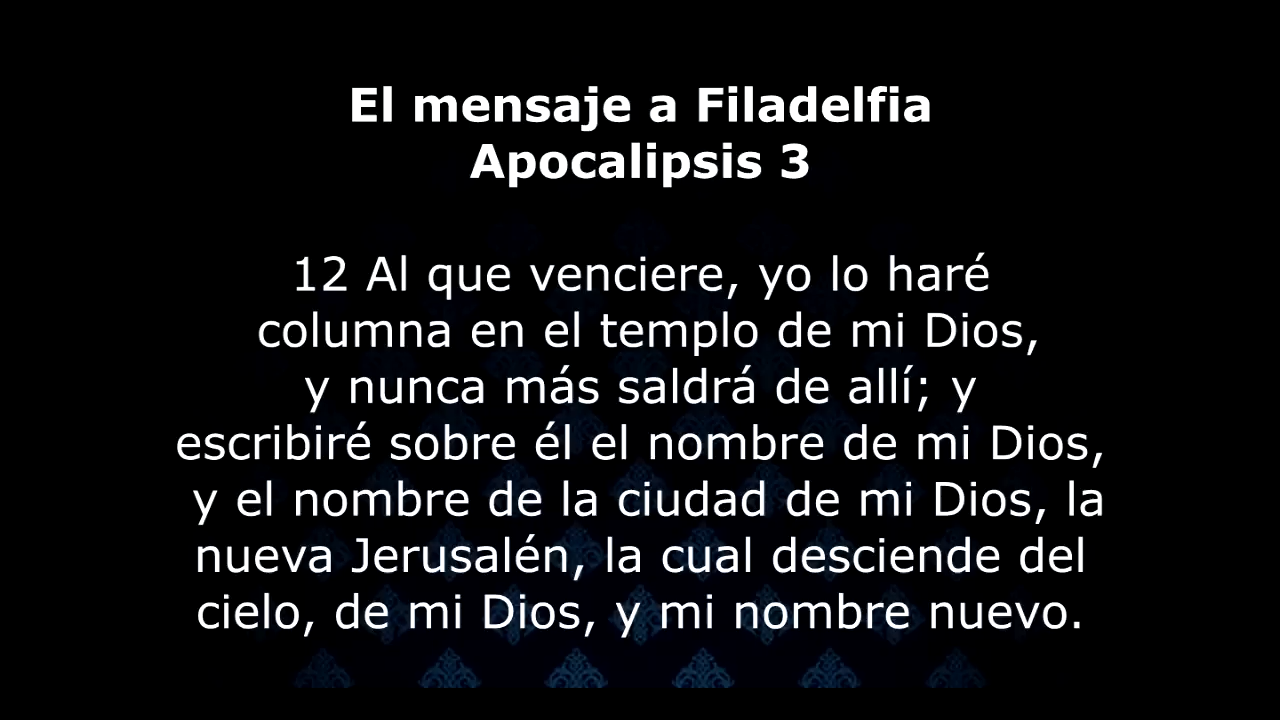 El mensaje a Filadelfia
Apocalipsis 3
12 Al que venciere, yo lo haré
columna en el templo de mi Dios,
y nunca más saldrá de allí; y
escribiré sobre él el nombre de mi Dios,
y el nombre de la ciudad de mi Dios, la
nueva Jerusalén, la cual desciende del
cielo, de mi Dios, y mi nombre nuevo.